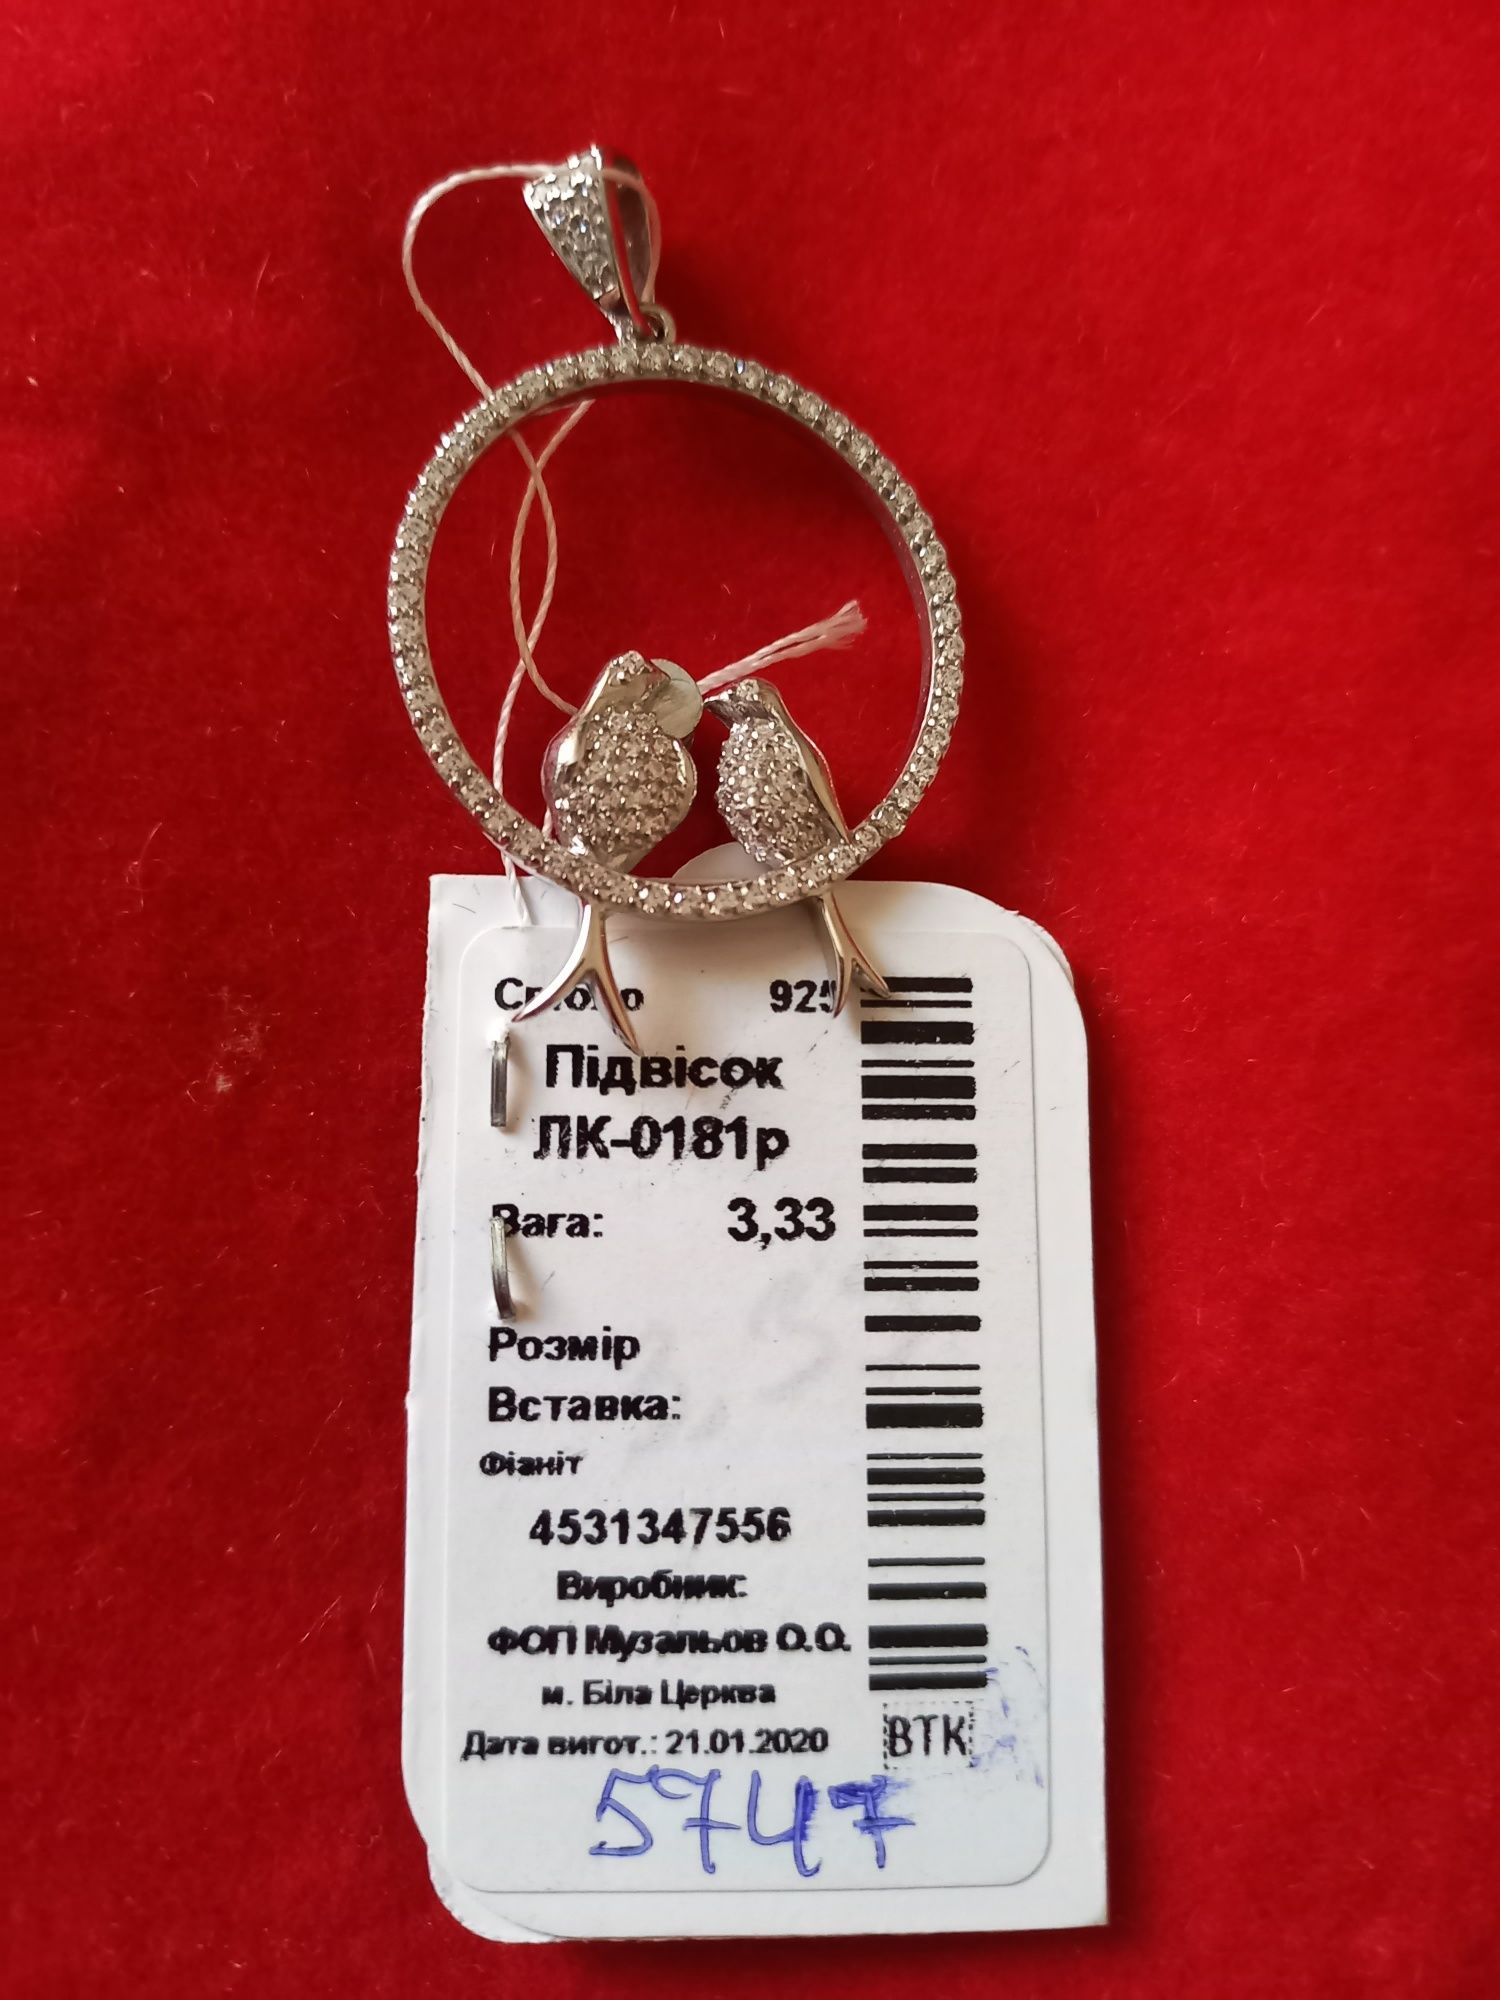 925
Підвісок
ЛК-0181р
Вага: 3,33
Розмір
Вставка:
Фіаніт
4531347556
Виробник:
ФОП Музальов О.О.
м. Біла Церква
Дата вигот.: 21.01.2020
ВТК
5747